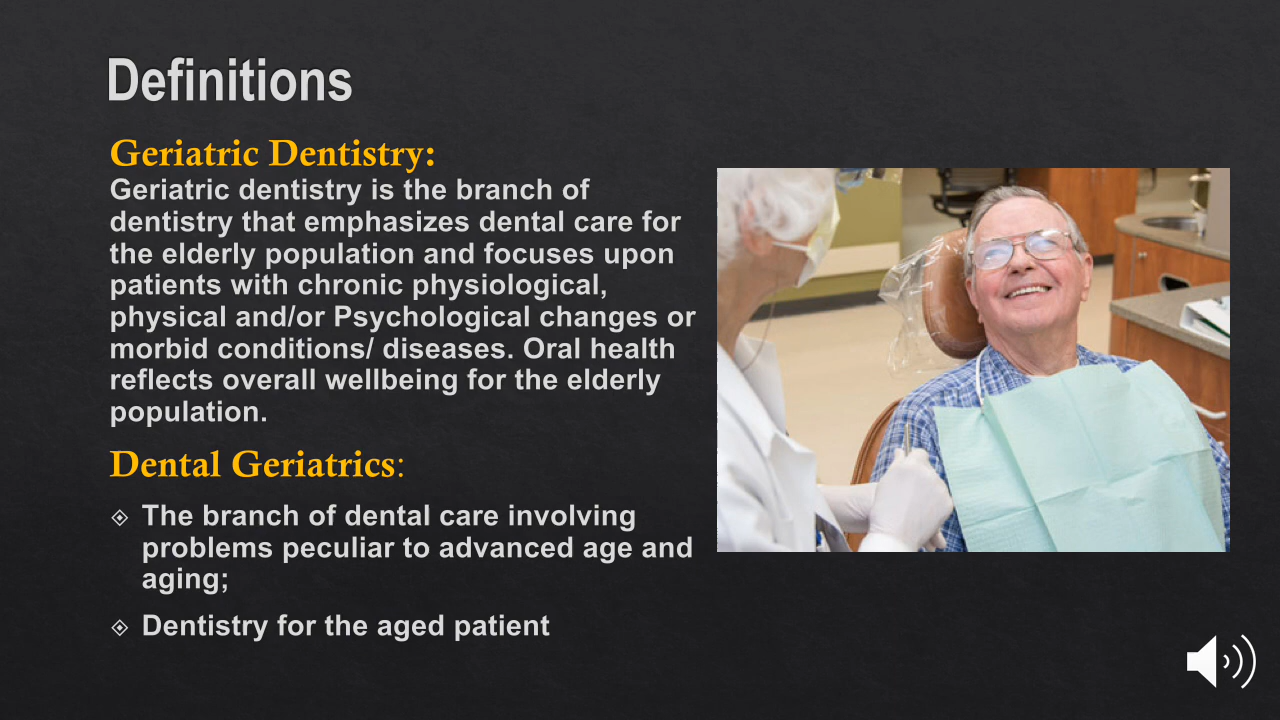 Definitions
Geriatric Dentistry:
Geriatric dentistry is the branch of
dentistry that emphasizes dental care for
the elderly population and focuses upon
patients with chronic physiological,
physical and/or Psychological changes or
morbid conditions/ diseases. Oral health
reflects overall wellbeing for the elderly
population.
Dental Geriatrics:
The branch of dental care involving
problems peculiar to advanced age and
aging;
Dentistry for the aged patient